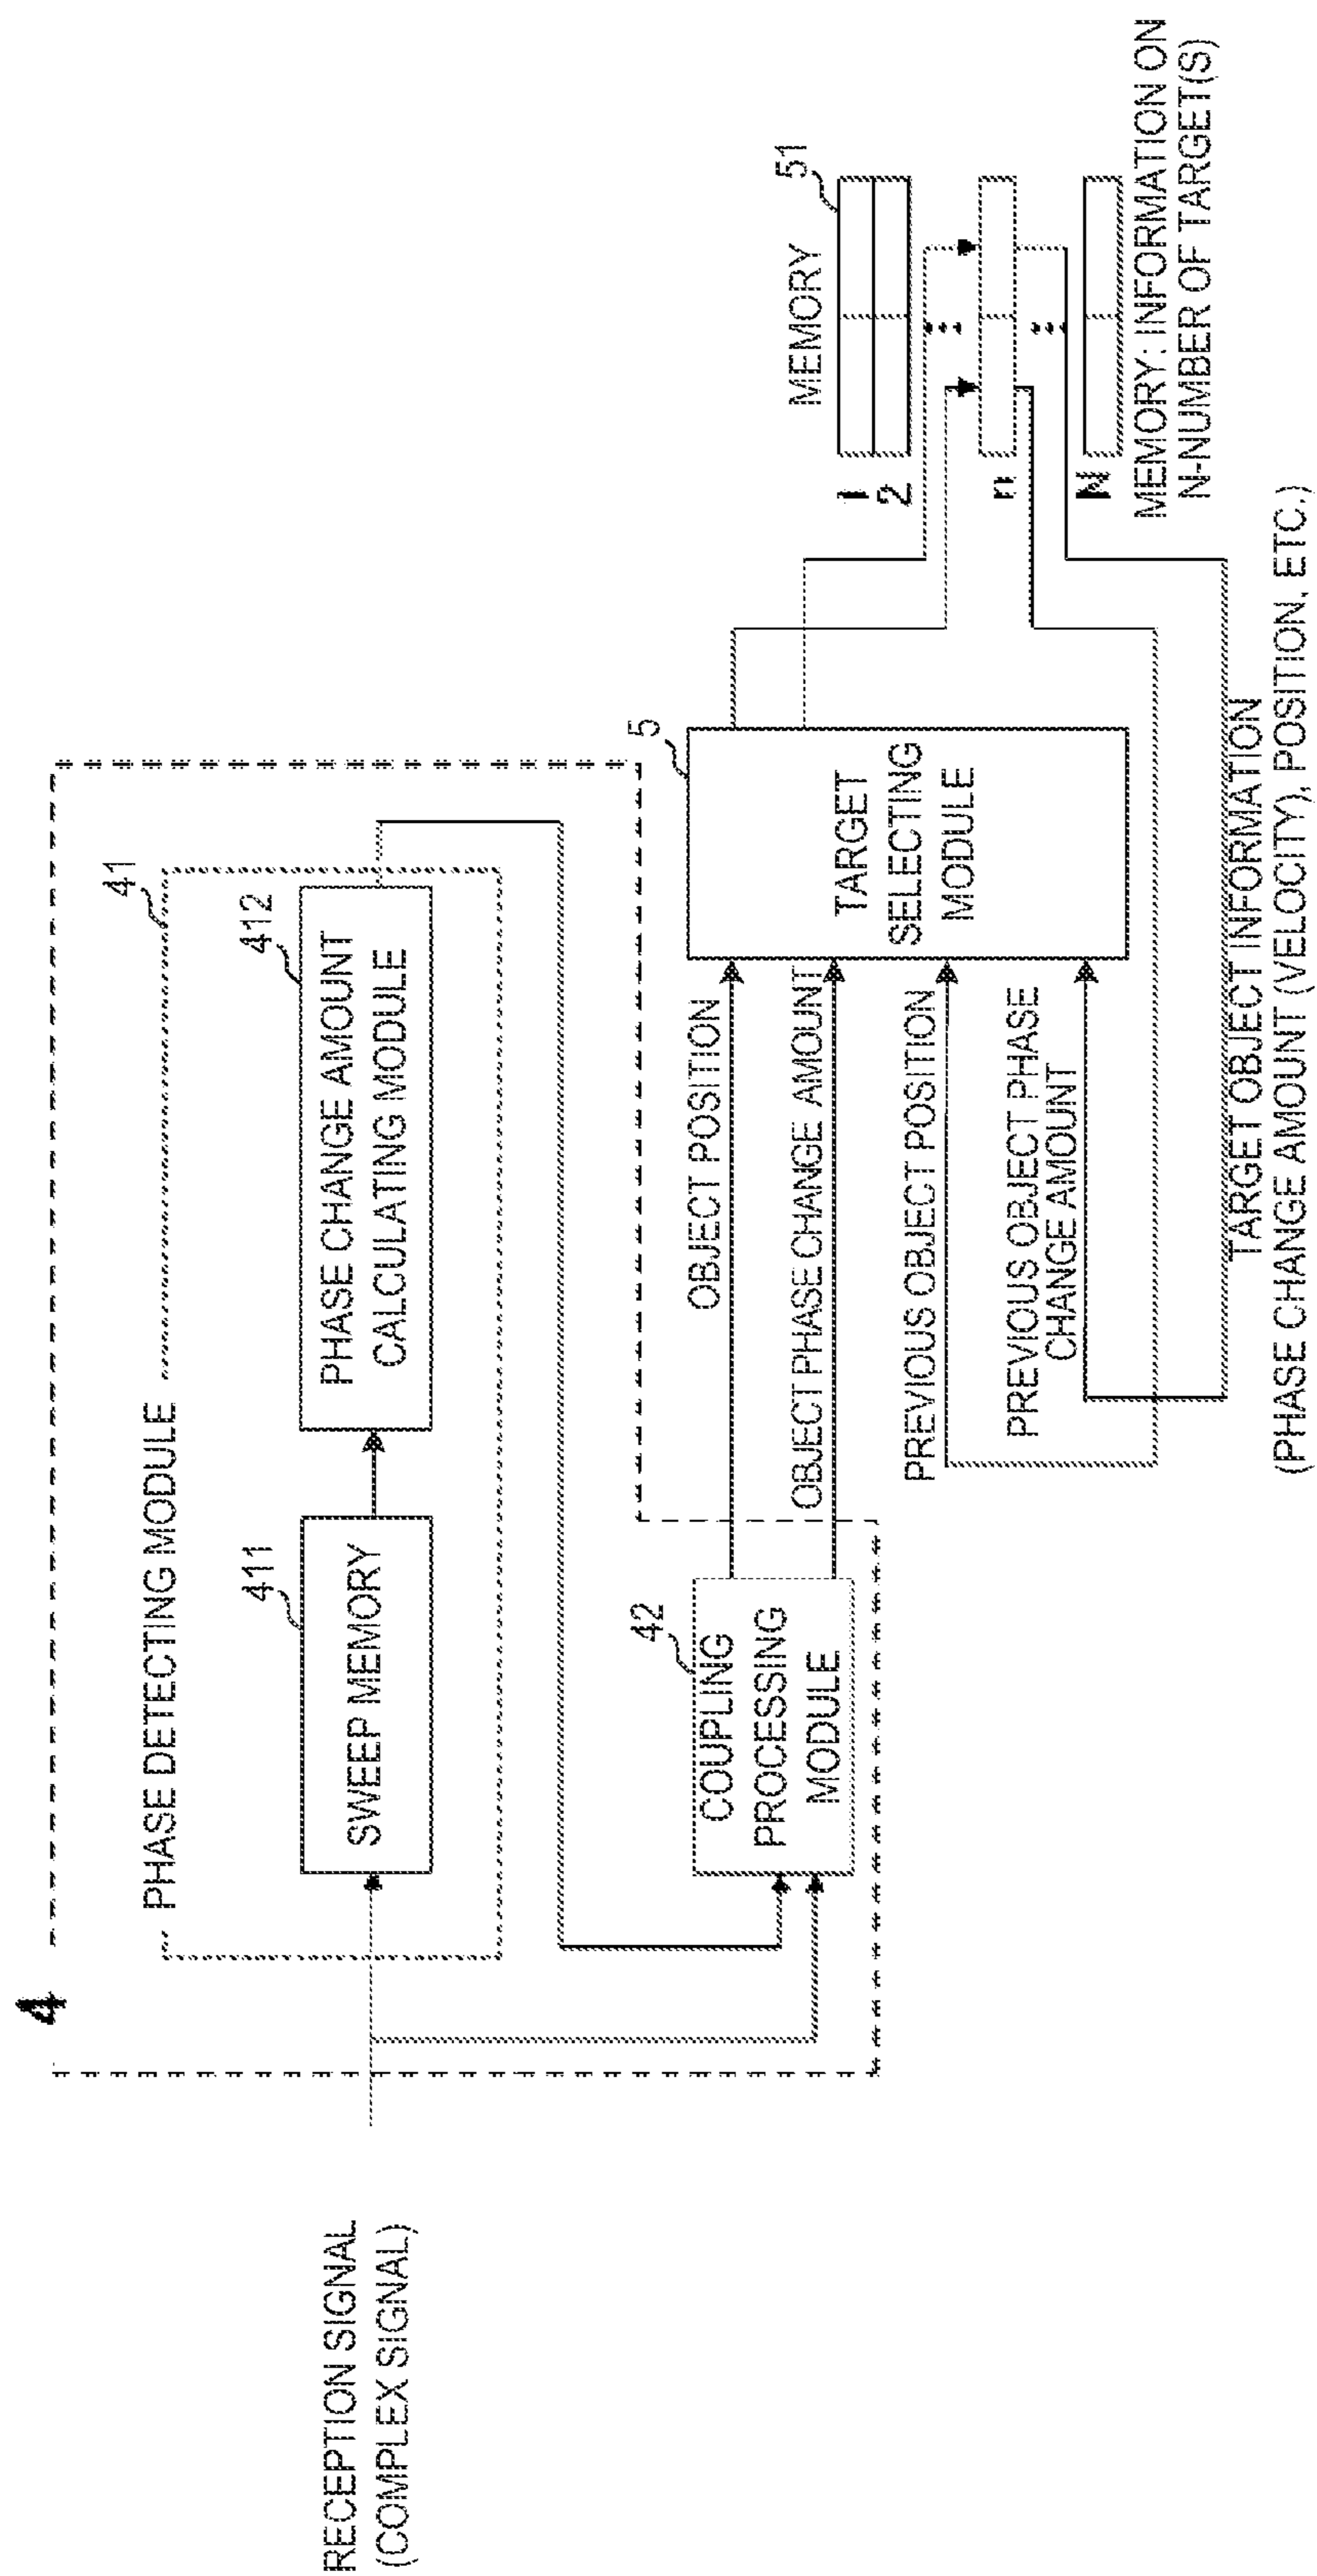 4
PHASE DETECTING MODULE
41
411
412
SWEEP MEMORY
PHASE CHANGE AMOUNT
CALCULATING MODULE
RECEPTION SIGNAL
(COMPLEX SIGNAL)
42
COUPLING
PROCESSING
MODULE
OBJECT POSITION
OBJECT PHASE CHANGE AMOUNT
PREVIOUS OBJECT POSITION
PREVIOUS OBJECT PHASE
CHANGE AMOUNT
5
TARGET
SELECTING
MODULE
MEMORY
51
1
2
n
N
MEMORY: INFORMATION ON
N-NUMBER OF TARGET(S)
TARGET OBJECT INFORMATION
(PHASE CHANGE AMOUNT (VELOCITY), POSITION, ETC.)